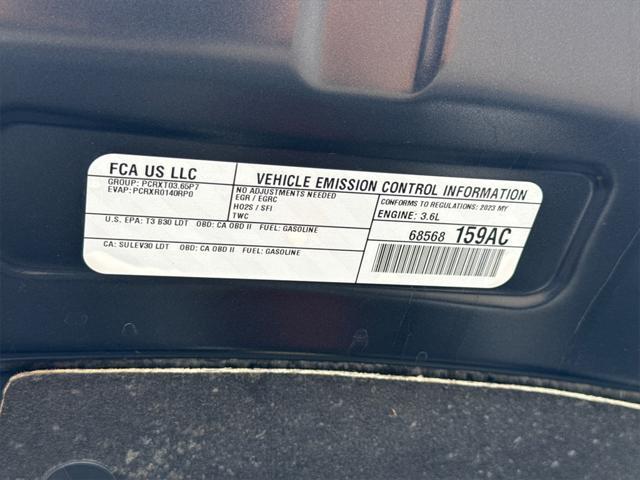 FCA US LLC
GROUP: PCRXT03.65P7
EVAP: PCRXR0140RP0
U.S. EPA: T3 B30 LDT OBD: CA OBD II FUEL: GASOLINE
CA: SULEV30 LDT OBD: CA OBD II FUEL: GASOLINE
VEHICLE EMISSION CONTROL INFORMATION
NO ADJUSTMENTS NEEDED
EGR / EGRC
HO2S / SFI
TWC
CONFORMS TO REGULATIONS: 2023 MY
ENGINE: 3.6L
68568 159AC